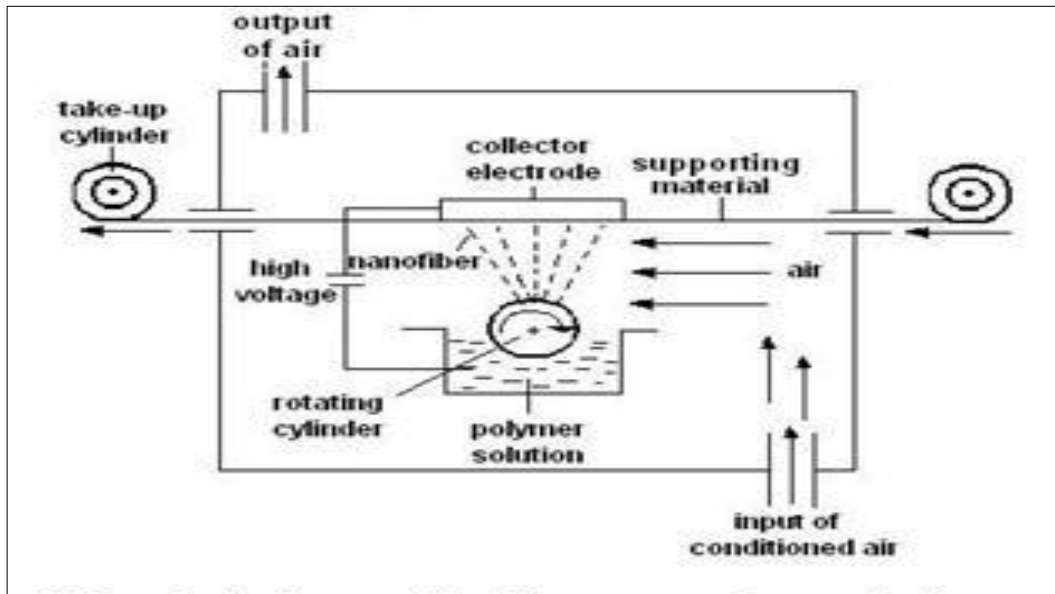 output
of air
take-up
cylinder
collector
electrode
supporting
material
nanofiber
high
voltage
air
rotating
cylinder
polymer
solution
input of
conditioned air